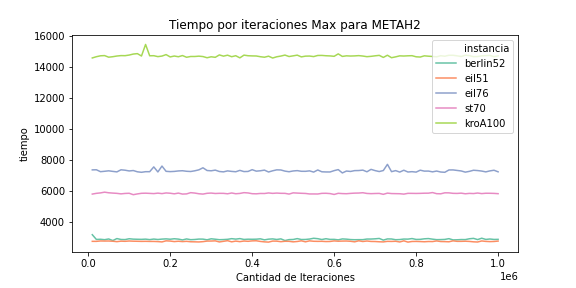 Tiempo por iteraciones Max para METAH2
16000
14000
12000
10000
8000
6000
4000
tiempo
instancia
berlin52
eil51
eil76
st70
kroA100
0.0
0.2
0.4
0.6
0.8
1.0
1e6
Cantidad de Iteraciones